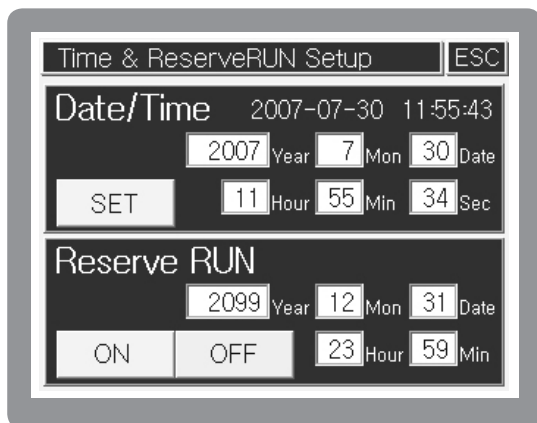 Time & ReserveRUN Setup ESC
Date/Time 2007-07-30 11:55:43
2007 Year 7 Mon 30 Date
SET 11 Hour 55 Min 34 Sec
Reserve RUN
2099 Year 12 Mon 31 Date
ON OFF 23 Hour 59 Min